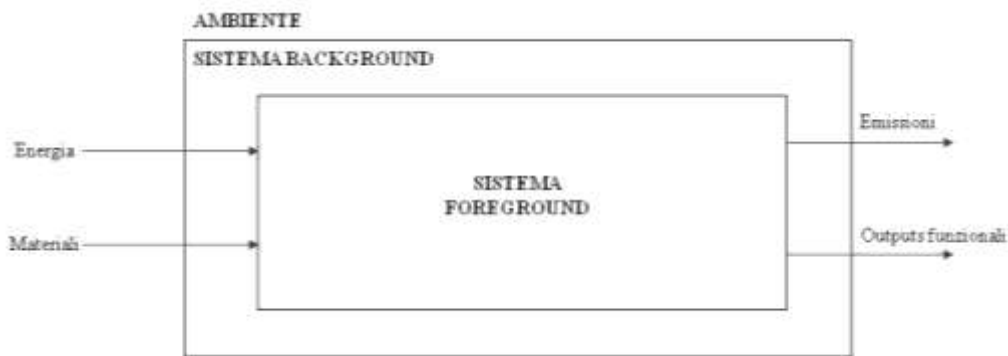 AMBIENTE
SISTEMA BACKGROUND
Emissioni
Energia
SISTEMA
FOREGROUND
Materiali
Outputs funzionali